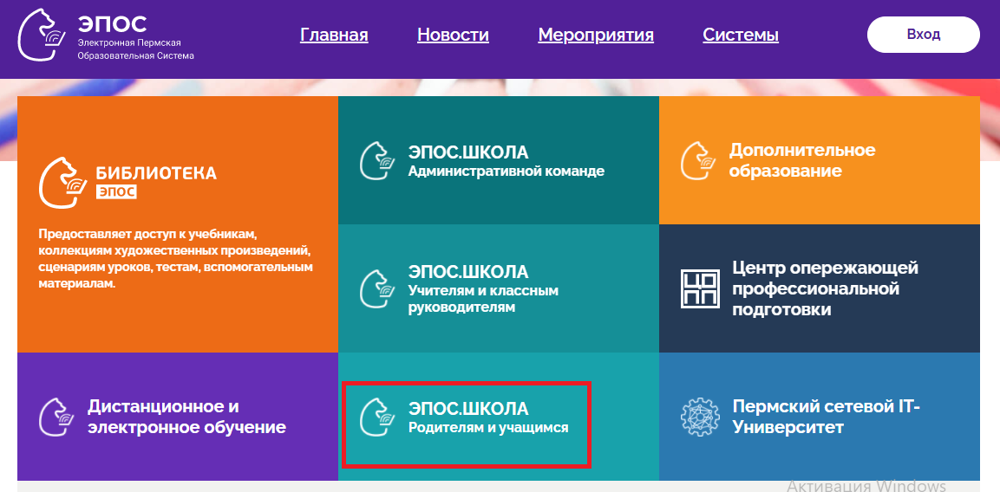 ЭПОС
Электронная Пермская
Образовательная Система
Главная
Новости
Мероприятия
Системы
Вход
БИБЛИОТЕКА
ЭПОС
Предоставляет доступ к учебникам,
коллекциям художественных произведений,
сценариям уроков, тестам, вспомогательным
материалам.
ЭПОС.ШКОЛА
Административной команде
Дополнительное
образование
ЭПОС.ШКОЛА
Учителям и классным
руководителям
ЦОПП
Центр опережающей
профессиональной
подготовки
Дистанционное и
электронное обучение
ЭПОС.ШКОЛА
Родителям и учащимся
Пермский сетевой IT-
Университет
Активация Windows